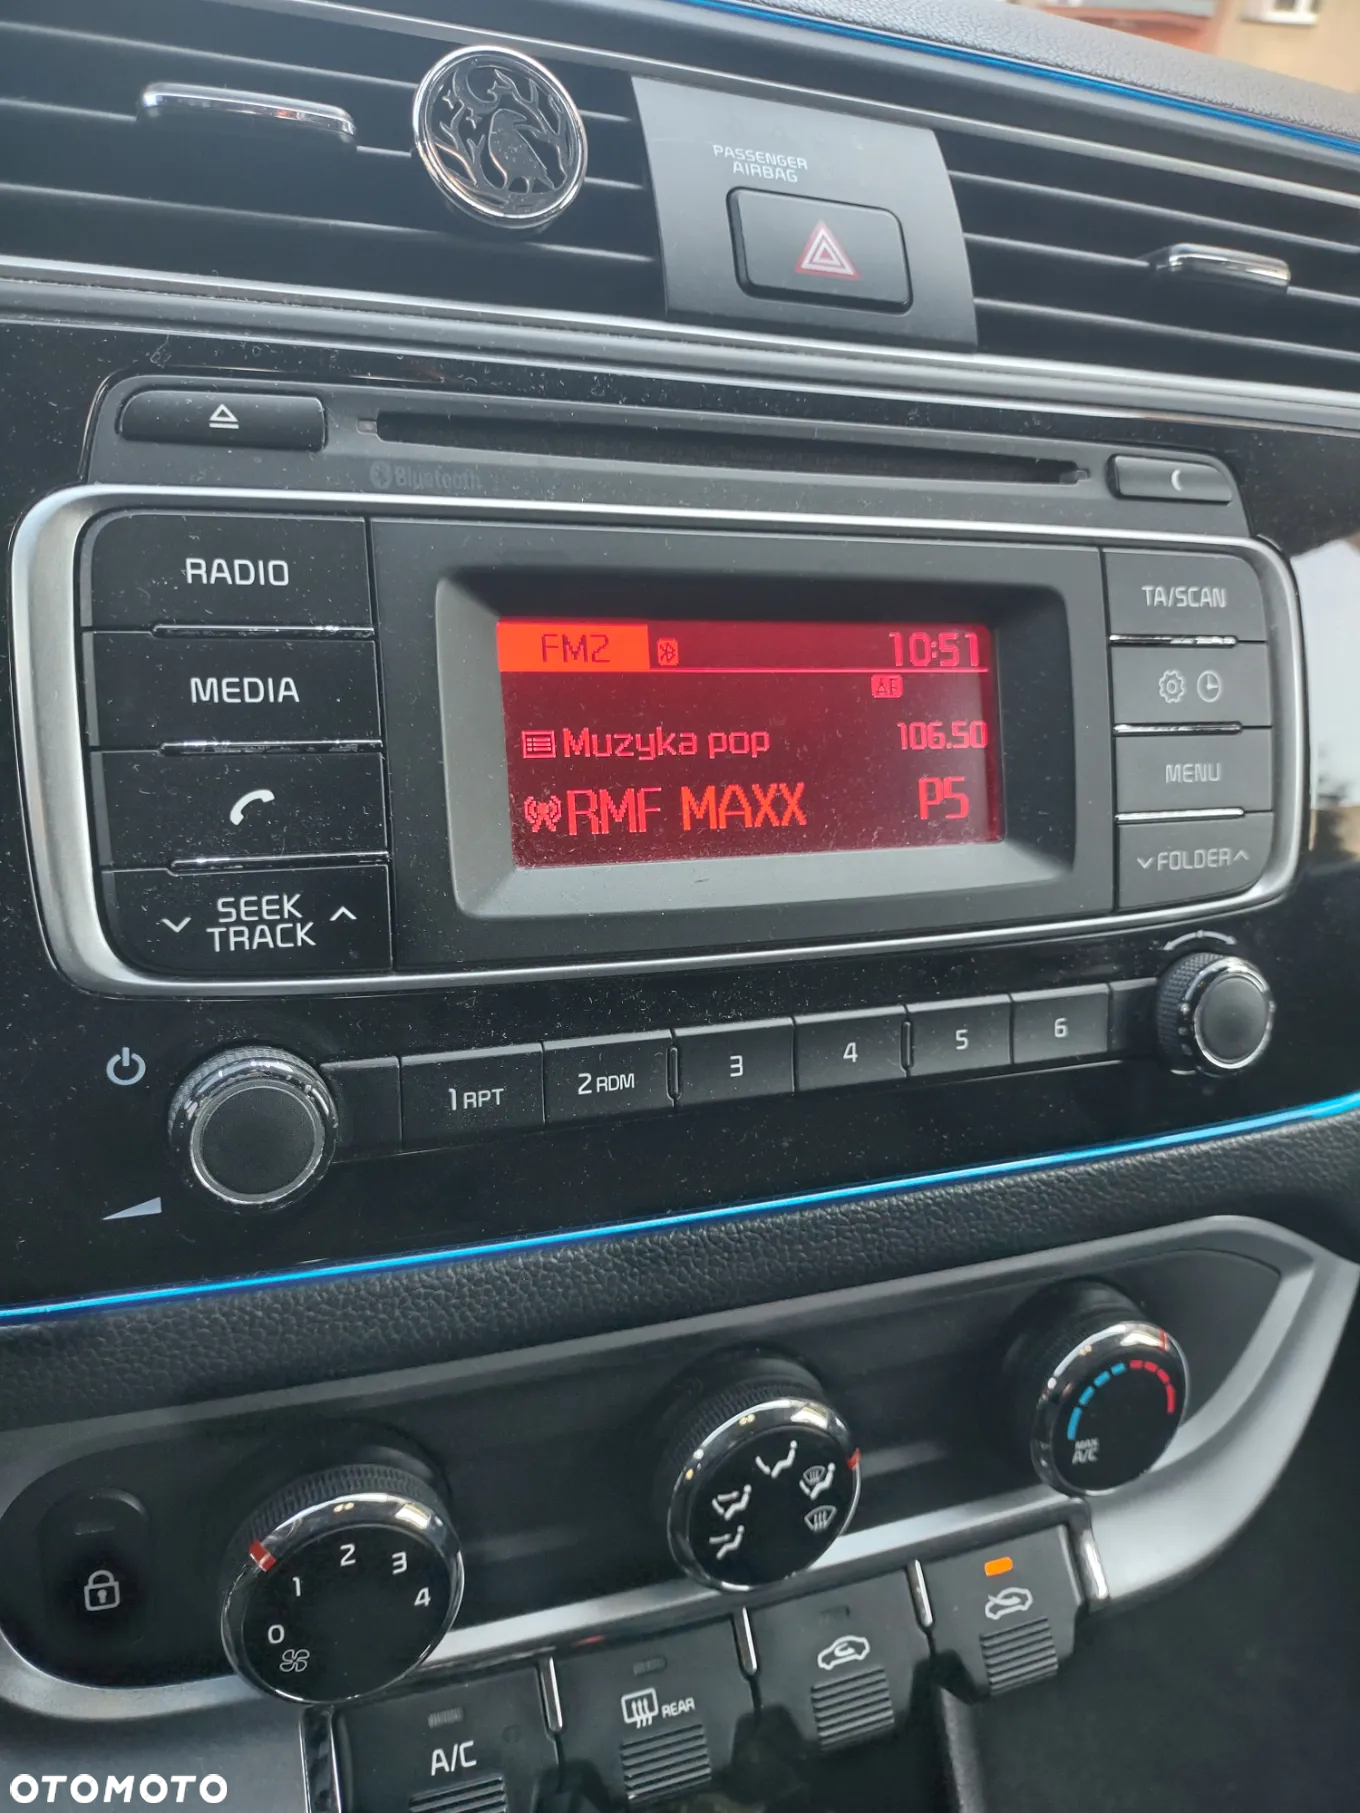 PASSENGER
AIRBAG
Bluetooth
RADIO
MEDIA
SEEK
TRACK
FM2
10:51
AF
Muzyka pop
106.50
RMF MAXX
P5
TA/SCAN
MENU
FOLDER
1 RPT
2 RDM
3
4
5
6
MAX
A/C
0
1
2
3
4
A/C
REAR
OTOMOTO